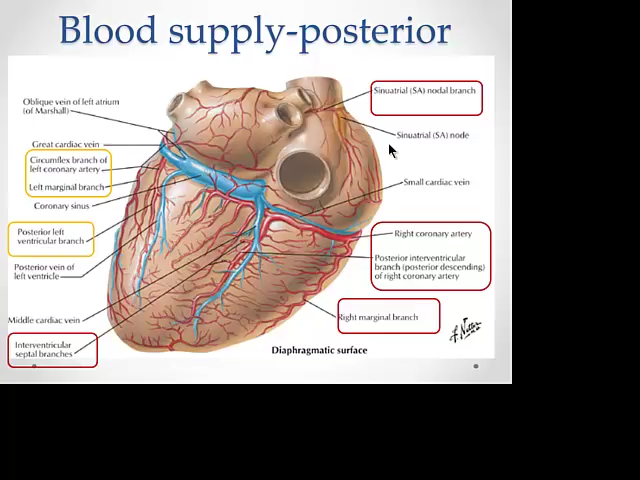 Blood supply-posterior
Oblique vein of left atrium
(of Marshall)
Great cardiac vein
Circumflex branch of
left coronary artery
Left marginal branch
Coronary sinus
Posterior left
ventricular branch
Posterior vein of
left ventricle
Middle cardiac vein
Interventricular
septal branches
Sinuatrial (SA) nodal branch
Sinuatrial (SA) node
Small cardiac vein
Right coronary artery
Posterior interventricular
branch (posterior descending)
of right coronary artery
Right marginal branch
Diaphragmatic surface